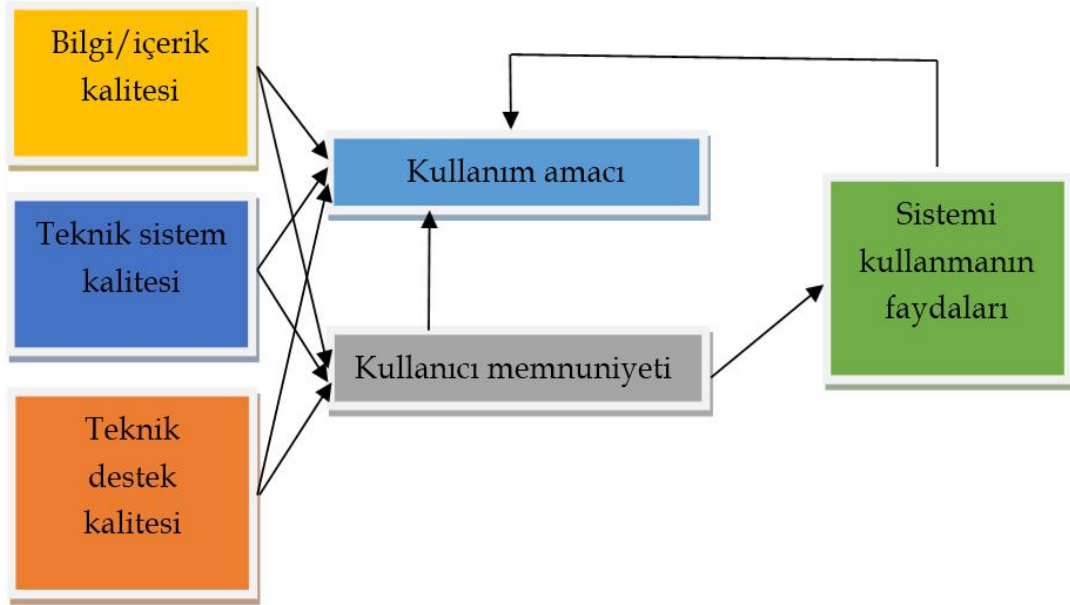 Bilgi/içerik
kalitesi
Teknik sistem
kalitesi
Teknik
destek
kalitesi
Kullanım amacı
Kullanıcı memnuniyeti
Sistemi
kullanmanın
faydaları